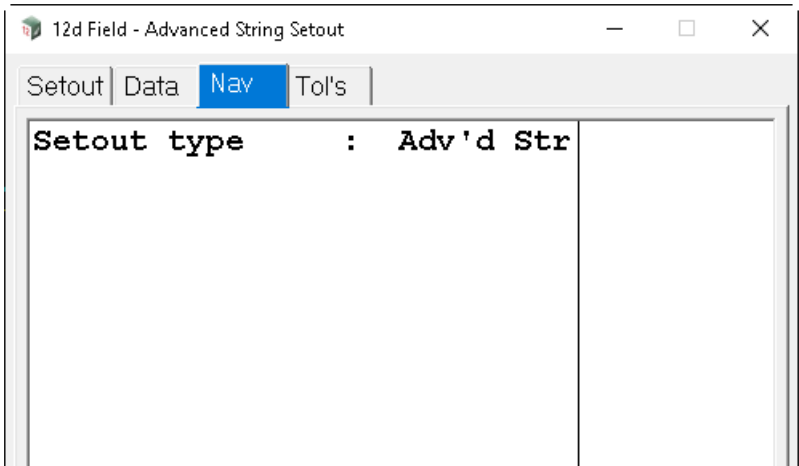 12d Field - Advanced String Setout
Setout Data Nav Tol's
Setout type : Adv'd Str